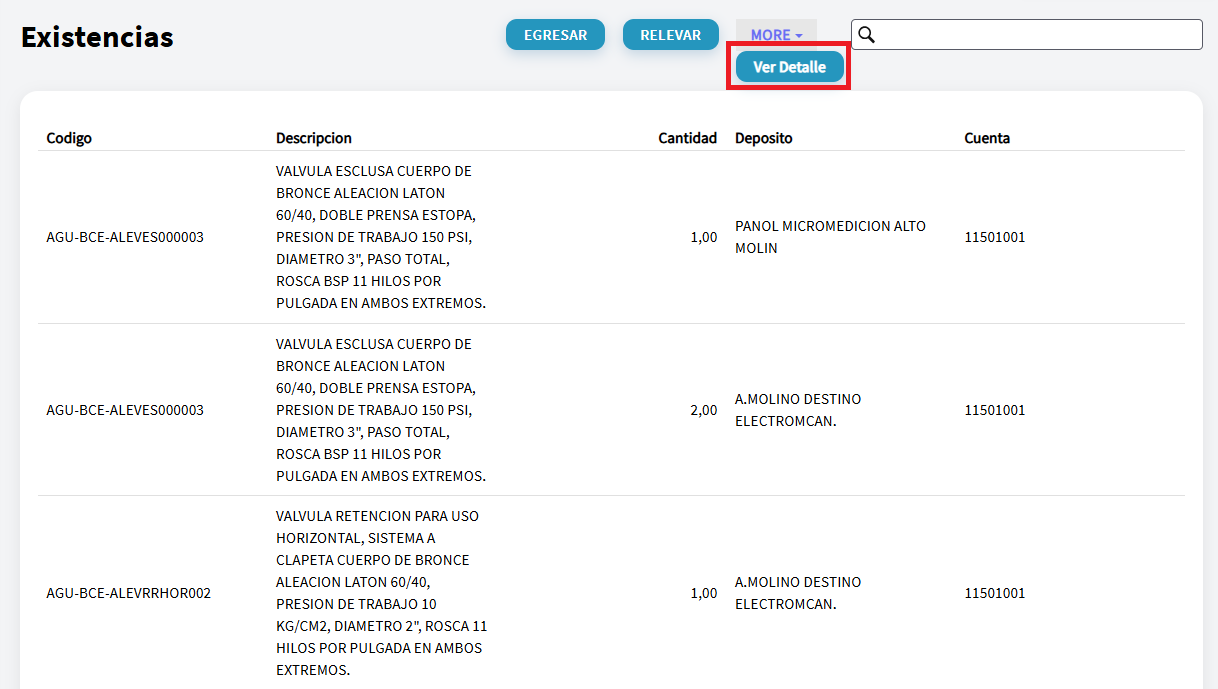 Existencias
EGRESAR
RELEVAR
MORE
Ver Detalle
Codigo
Descripcion
Cantidad
Deposito
Cuenta
AGU-BCE-ALEVES000003
VALVULA ESCLUSA CUERPO DE
BRONCE ALEACION LATON
60/40, DOBLE PRENSA ESTOPA,
PRESION DE TRABAJO 150 PSI,
DIAMETRO 3", PASO TOTAL,
ROSCA BSP 11 HILOS POR
PULGADA EN AMBOS EXTREMOS.
1,00
PANOL MICROMEDICION ALTO
MOLIN
11501001
AGU-BCE-ALEVES000003
VALVULA ESCLUSA CUERPO DE
BRONCE ALEACION LATON
60/40, DOBLE PRENSA ESTOPA,
PRESION DE TRABAJO 150 PSI,
DIAMETRO 3", PASO TOTAL,
ROSCA BSP 11 HILOS POR
PULGADA EN AMBOS EXTREMOS.
2,00
A.MOLINO DESTINO
ELECTROMCAN.
11501001
AGU-BCE-ALEVRRHOR002
VALVULA RETENCION PARA USO
HORIZONTAL, SISTEMA A
CLAPETA CUERPO DE BRONCE
ALEACION LATON 60/40,
PRESION DE TRABAJO 10
KG/CM2, DIAMETRO 2", ROSCA 11
HILOS POR PULGADA EN AMBOS
EXTREMOS.
1,00
A.MOLINO DESTINO
ELECTROMCAN.
11501001